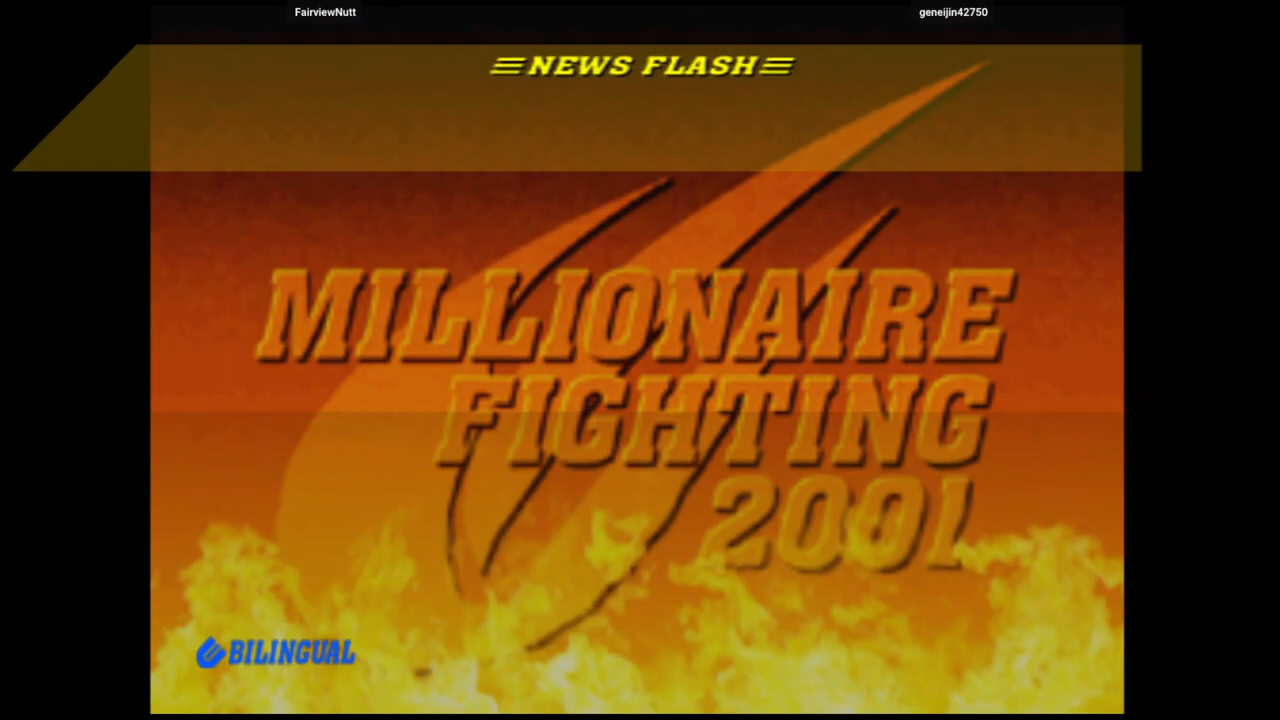 FairviewNutt
geneijin42750
NEWS FLASH
MILLIONAIRE
FIGHTING
2001
BILINGUAL